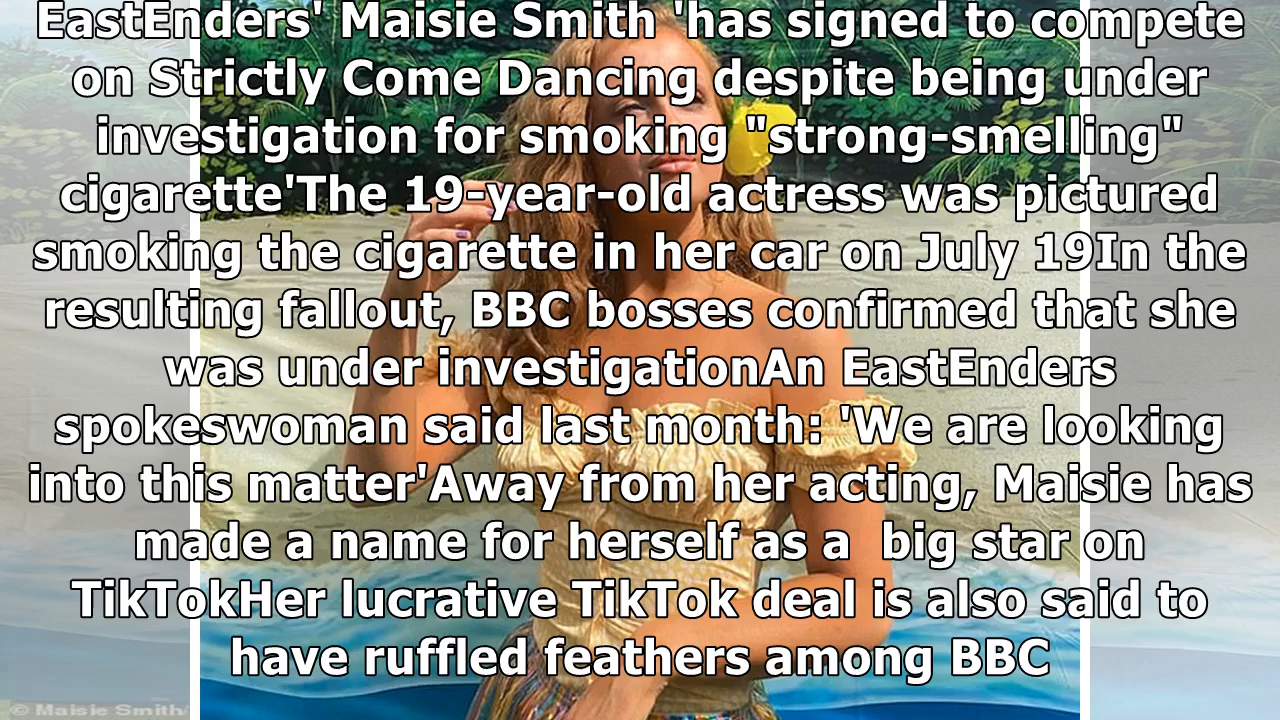 EastEnders' Maisie Smith 'has signed to compete
on Strictly Come Dancing despite being under
investigation for smoking "strong-smelling"
cigarette'The 19-year-old actress was pictured
smoking the cigarette in her car on July 19In the
resulting fallout, BBC bosses confirmed that she
was under investigationAn EastEnders
spokeswoman said last month: 'We are looking
into this matter'Away from her acting, Maisie has
made a name for herself as a  big star on
TikTokHer lucrative TikTok deal is also said to
have ruffled feathers among BBC
© Maisie Smith/